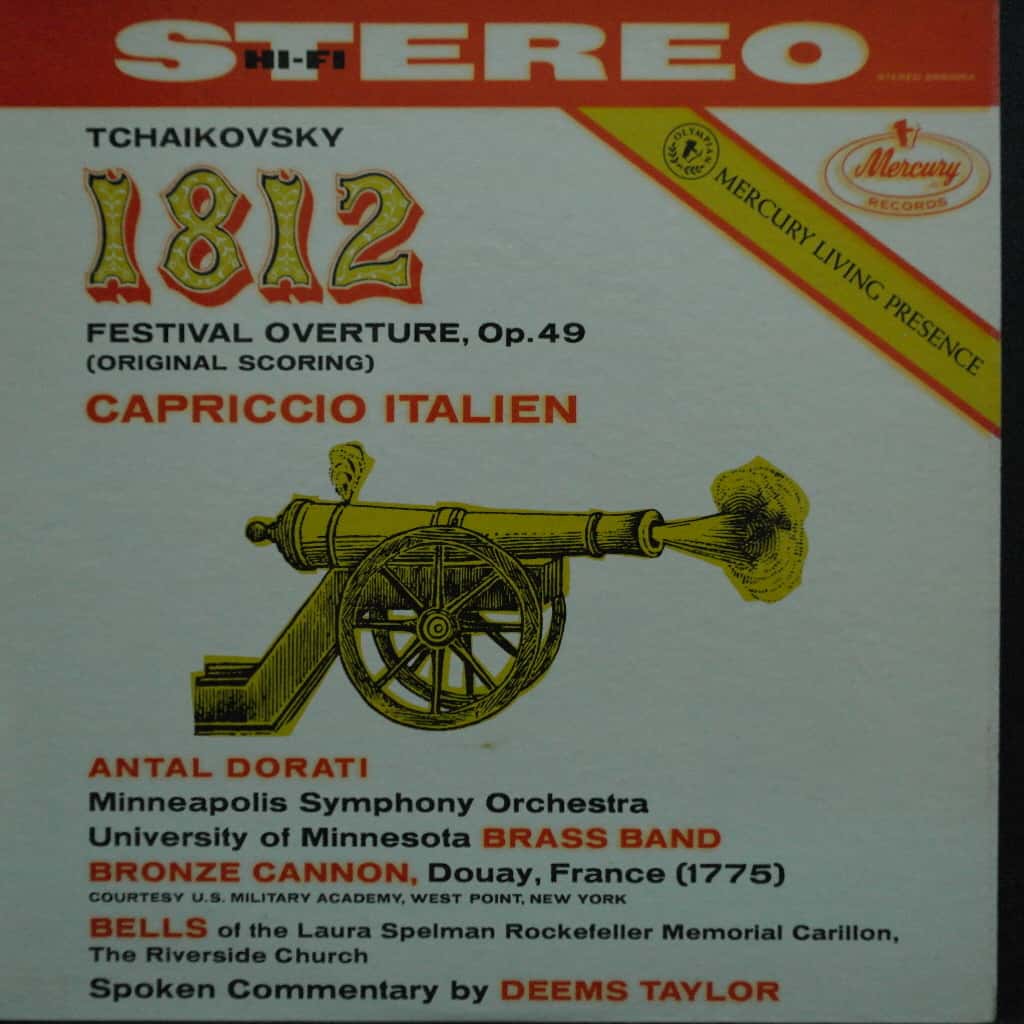 STEREO
HI-FI
TCHAIKOVSKY
1812
FESTIVAL OVERTURE, Op. 49
(ORIGINAL SCORING)
CAPRICCIO ITALIEN
OLYMPIAN
MERCURY LIVING PRESENCE
Mercury
RECORDS
ANTAL DORATI
Minneapolis Symphony Orchestra
University of Minnesota BRASS BAND
BRONZE CANNON, Douay, France (1775)
COURTESY U.S. MILITARY ACADEMY, WEST POINT, NEW YORK
BELLS of the Laura Spelman Rockefeller Memorial Carillon,
The Riverside Church
Spoken Commentary by DEEMS TAYLOR